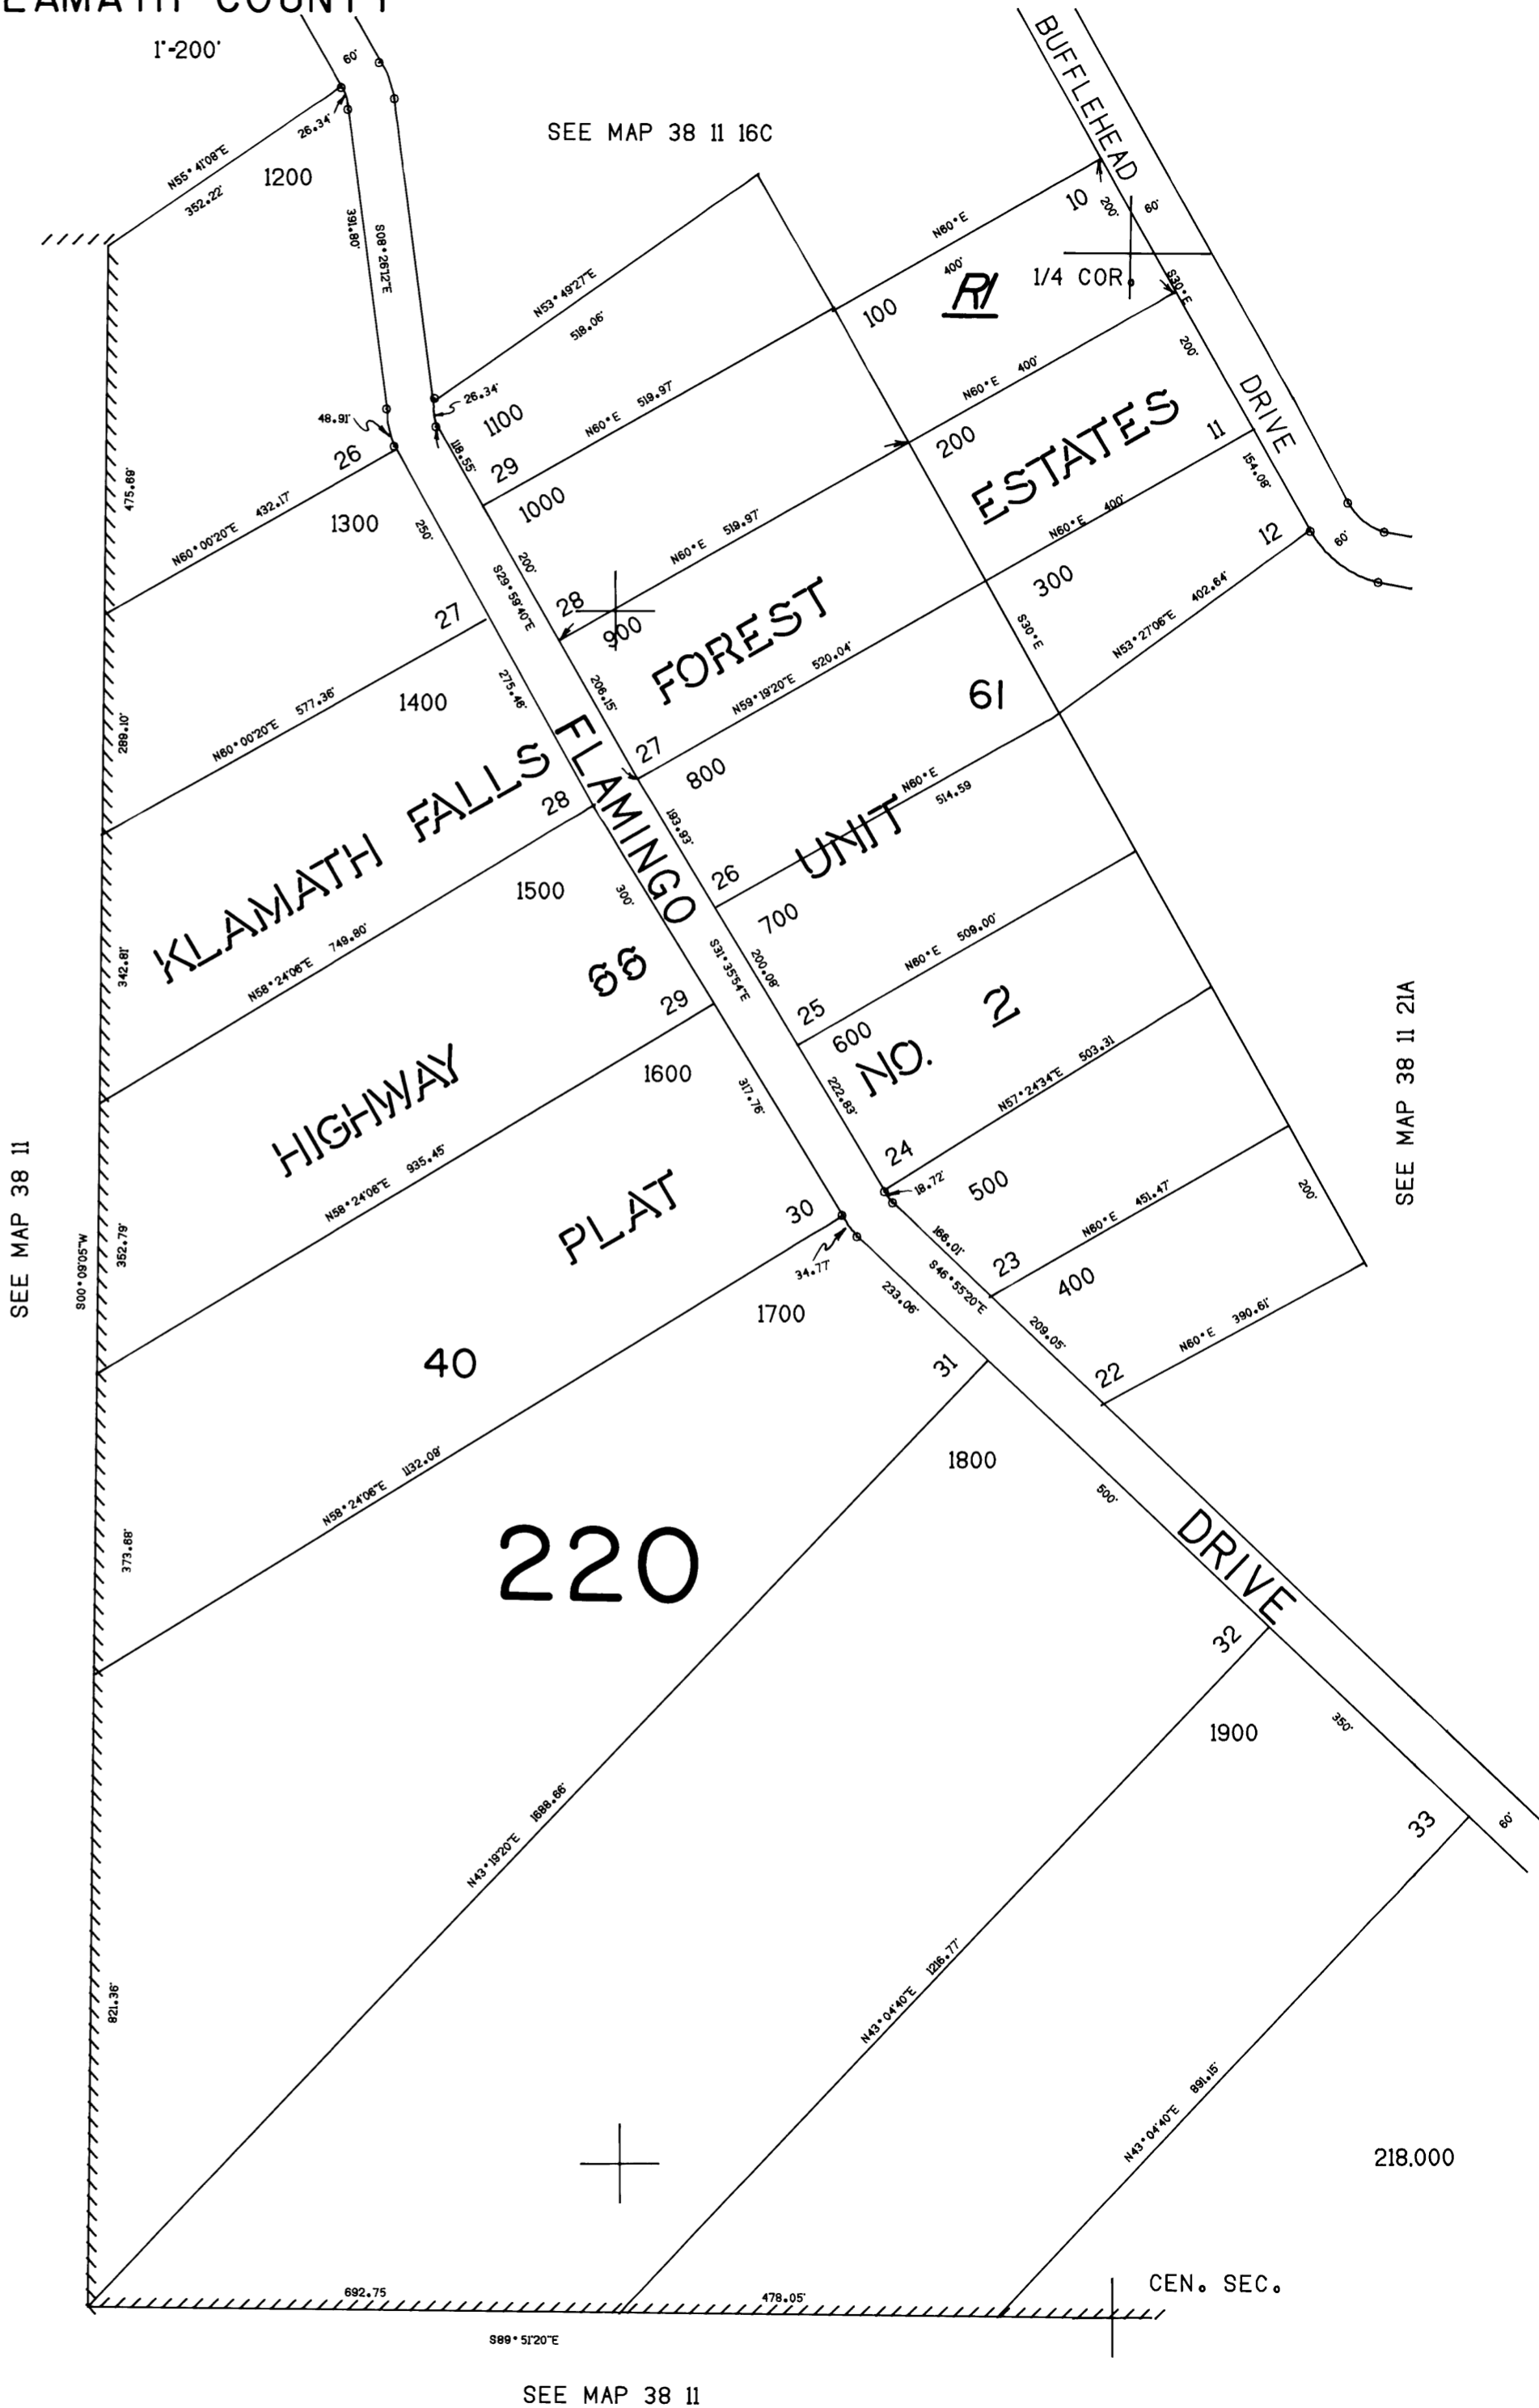 LAMATH COUNTY
1"-200'
60'
SEE MAP 38 11 16C
BUFFLEHEAD
DRIVE
26.34'
N55°41'08"E
352.22'
1200
391.80'
S08°26'12"E
N53°49'27"E
518.06'
N60°E
400'
10
200'
60'
1/4 COR.
S30°E
R1
100
48.91'
26.34'
1100
118.55'
N60°E 519.97'
29
1000
N60°E 400'
200'
200
ESTATES
11
154.08'
26
475.69'
N60°00'20"E 432.17'
1300
250'
200'
S29°59'40"E
N60°E 519.97'
N60°E 400'
12
60'
28
900
300
S30°E
N53°27'06"E 402.64'
27
1400
275.46'
206.15'
FOREST
N59°19'20"E 520.04'
61
289.10'
N60°00'20"E 577.36'
FLAMINGO
27
800
193.93'
KLAMATH FALLS
28
UNIT
N60°E
514.59
26
700
1500
300'
S31°35'54"E
200.08'
342.81'
N58°24'06"E 749.80'
66
N60°E 509.00'
25
600
29
NO. 2
HIGHWAY
1600
317.76'
222.83'
N57°24'34"E 503.31
SEE MAP 38 11 21A
SEE MAP 38 11
S00°09'05"W
352.79'
N58°24'06"E 935.45'
PLAT
24
18.72'
500
30
34.77'
166.01'
N60°E 451.47'
200'
S46°55'20"E
23
400
233.06'
1700
40
209.05'
N60°E 390.61'
22
31
1800
500'
373.68'
N58°24'06"E 1132.09'
220
DRIVE
32
1900
350'
33
60'
N43°19'20"E 1688.66'
821.36'
N43°04'40"E 1216.77'
N43°04'40"E 891.15'
218.000
CEN. SEC.
692.75
478.05'
S89°51'20"E
SEE MAP 38 11